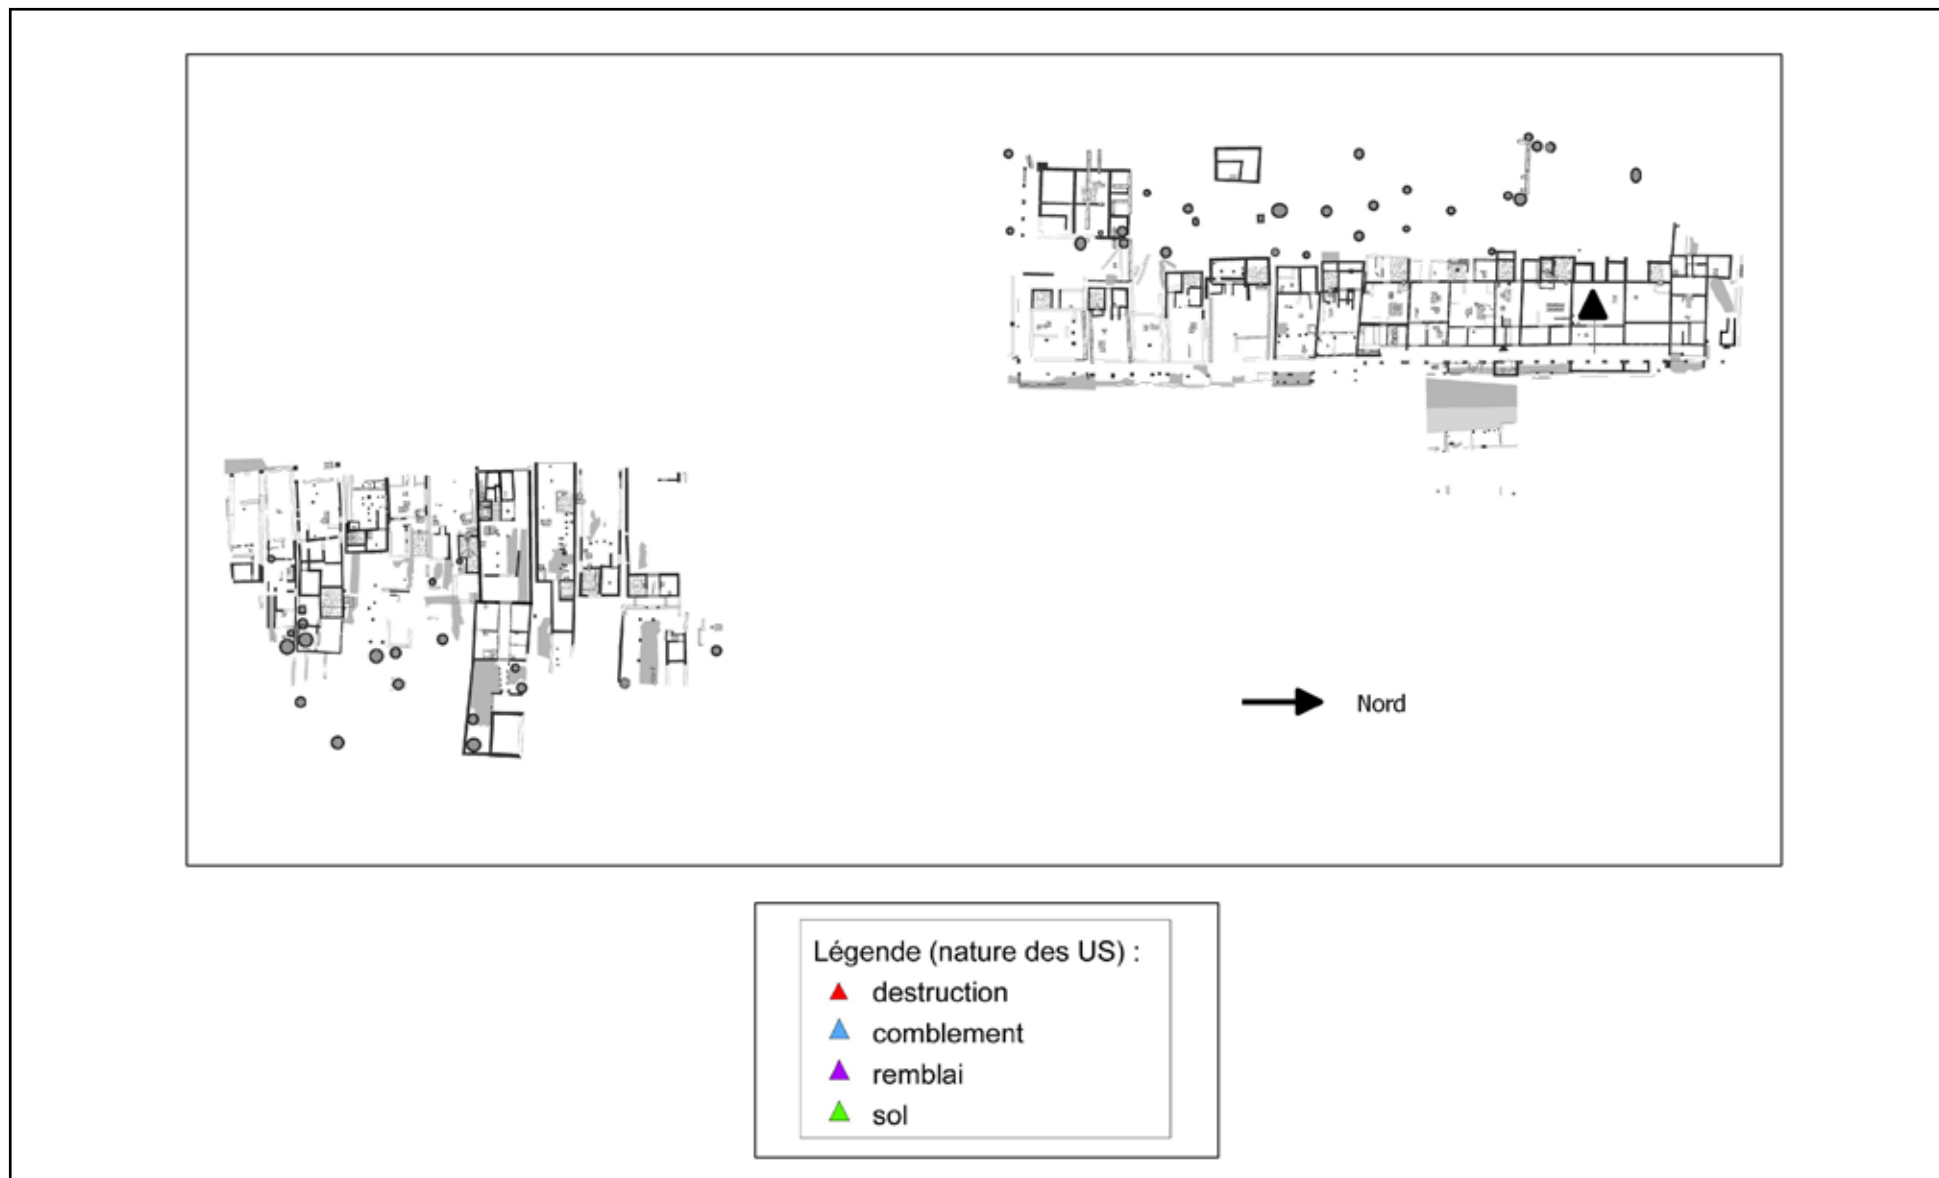 Nord
Légende (nature des US) :
destruction
comblement
remblai
sol